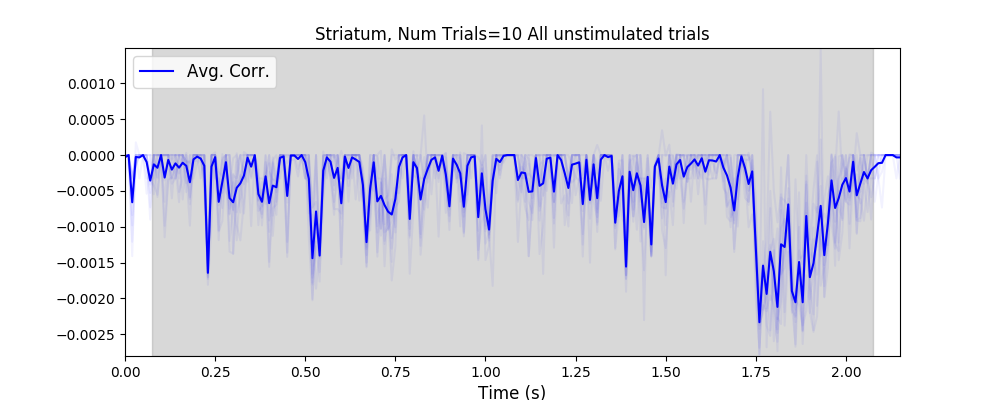 Striatum, Num Trials=10 All unstimulated trials
Avg. Corr.
0.0010
0.0005
0.0000
−0.0005
−0.0010
−0.0015
−0.0020
−0.0025
0.00 0.25 0.50 0.75 1.00 1.25 1.50 1.75 2.00
Time (s)